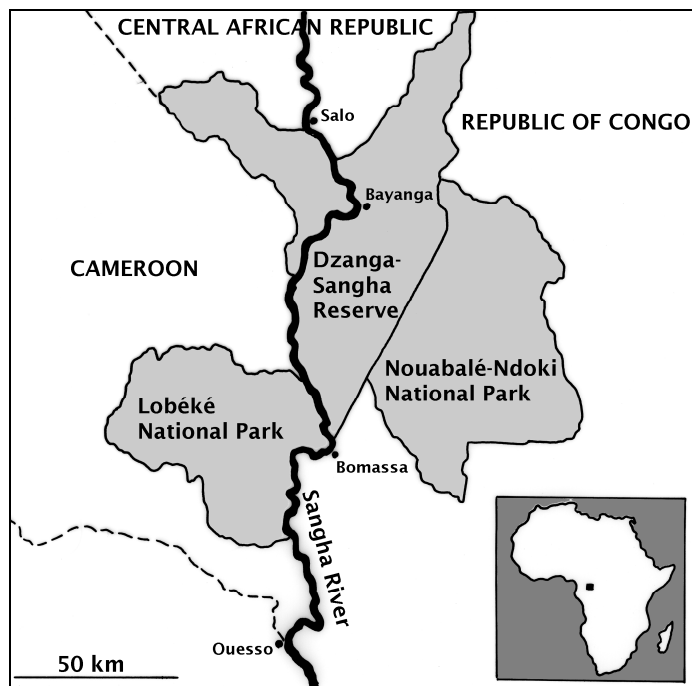 CENTRAL AFRICAN REPUBLIC
Salo
REPUBLIC OF CONGO
Bayanga
CAMEROON
Dzanga-
Sangha
Reserve
Nouabalé-Ndoki
National Park
Lobéké
National Park
Bomassa
Sangha River
Ouesso
50 km